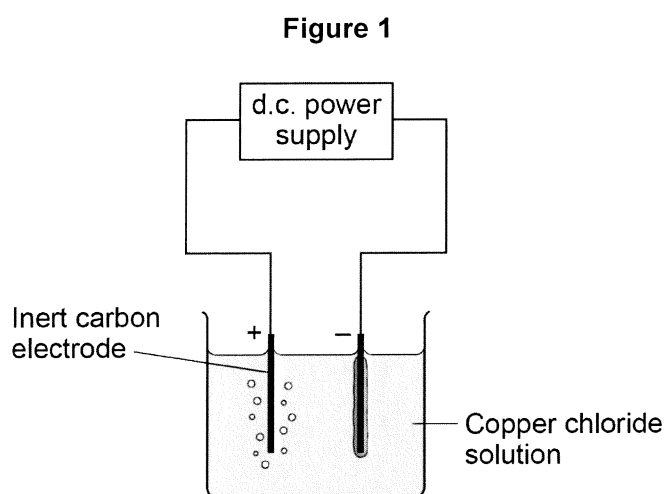 Figure 1
d.c. power
supply
Inert carbon
electrode
+
–
Copper chloride
solution